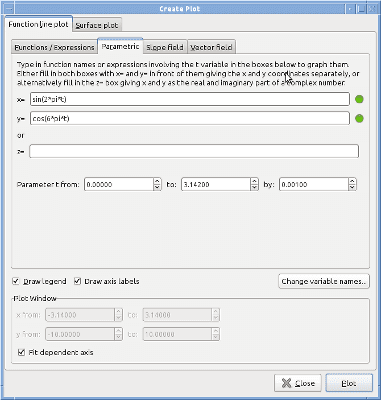 Create Plot
Function line plot Surface plot
Functions / Expressions Parametric Slope field Vector field
Type in function names or expressions involving the t variable in the boxes below to graph them.
Either fill in both boxes with x= and y= in front of them giving the x and y coordinates separately, or
alternatively fill in the z= box giving x and y as the real and imaginary part of a complex number.
x= sin(2*pi*t)
y= cos(6*pi*t)
or
z=
Parameter t from: 0.00000 to: 3.14200 by: 0.00100
Draw legend Draw axis labels Change variable names..
Plot Window
x from: -3.14000 to: 3.14000
y from: -10.00000 to: 10.00000
Fit dependent axis
Close Plot